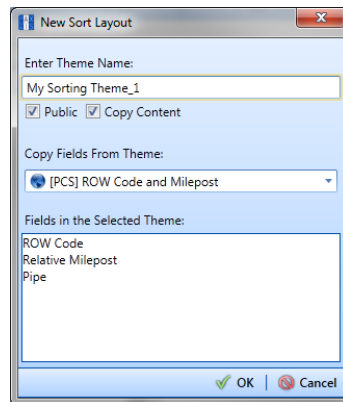 New Sort Layout
Enter Theme Name:
My Sorting Theme_1
Public Copy Content
Copy Fields From Theme:
[PCS] ROW Code and Milepost
Fields in the Selected Theme:
ROW Code
Relative Milepost
Pipe
OK Cancel